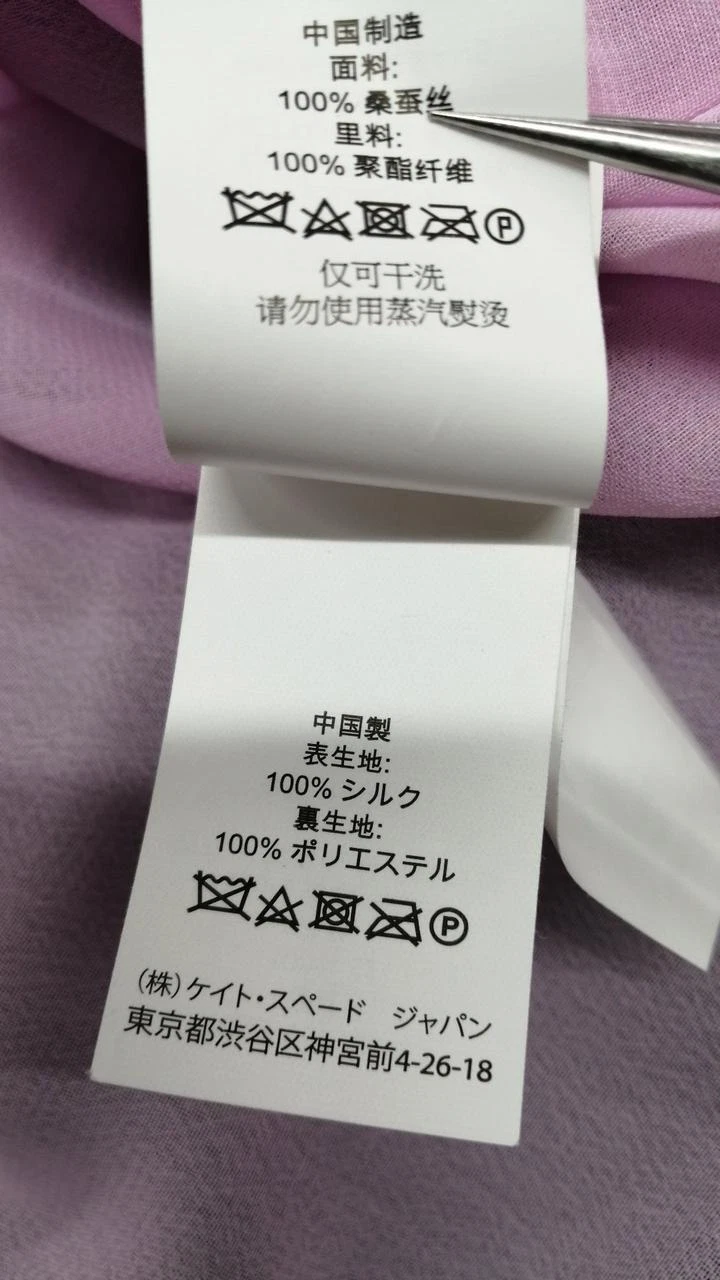 中国制造
面料:
100% 桑蚕丝
里料:
100% 聚酯纤维
P
仅可干洗
请勿使用蒸汽熨烫
中国製
表生地:
100% シルク
裏生地:
100% ポリエステル
P
(株)ケイト・スペード ジャパン
東京都渋谷区神宮前4-26-18